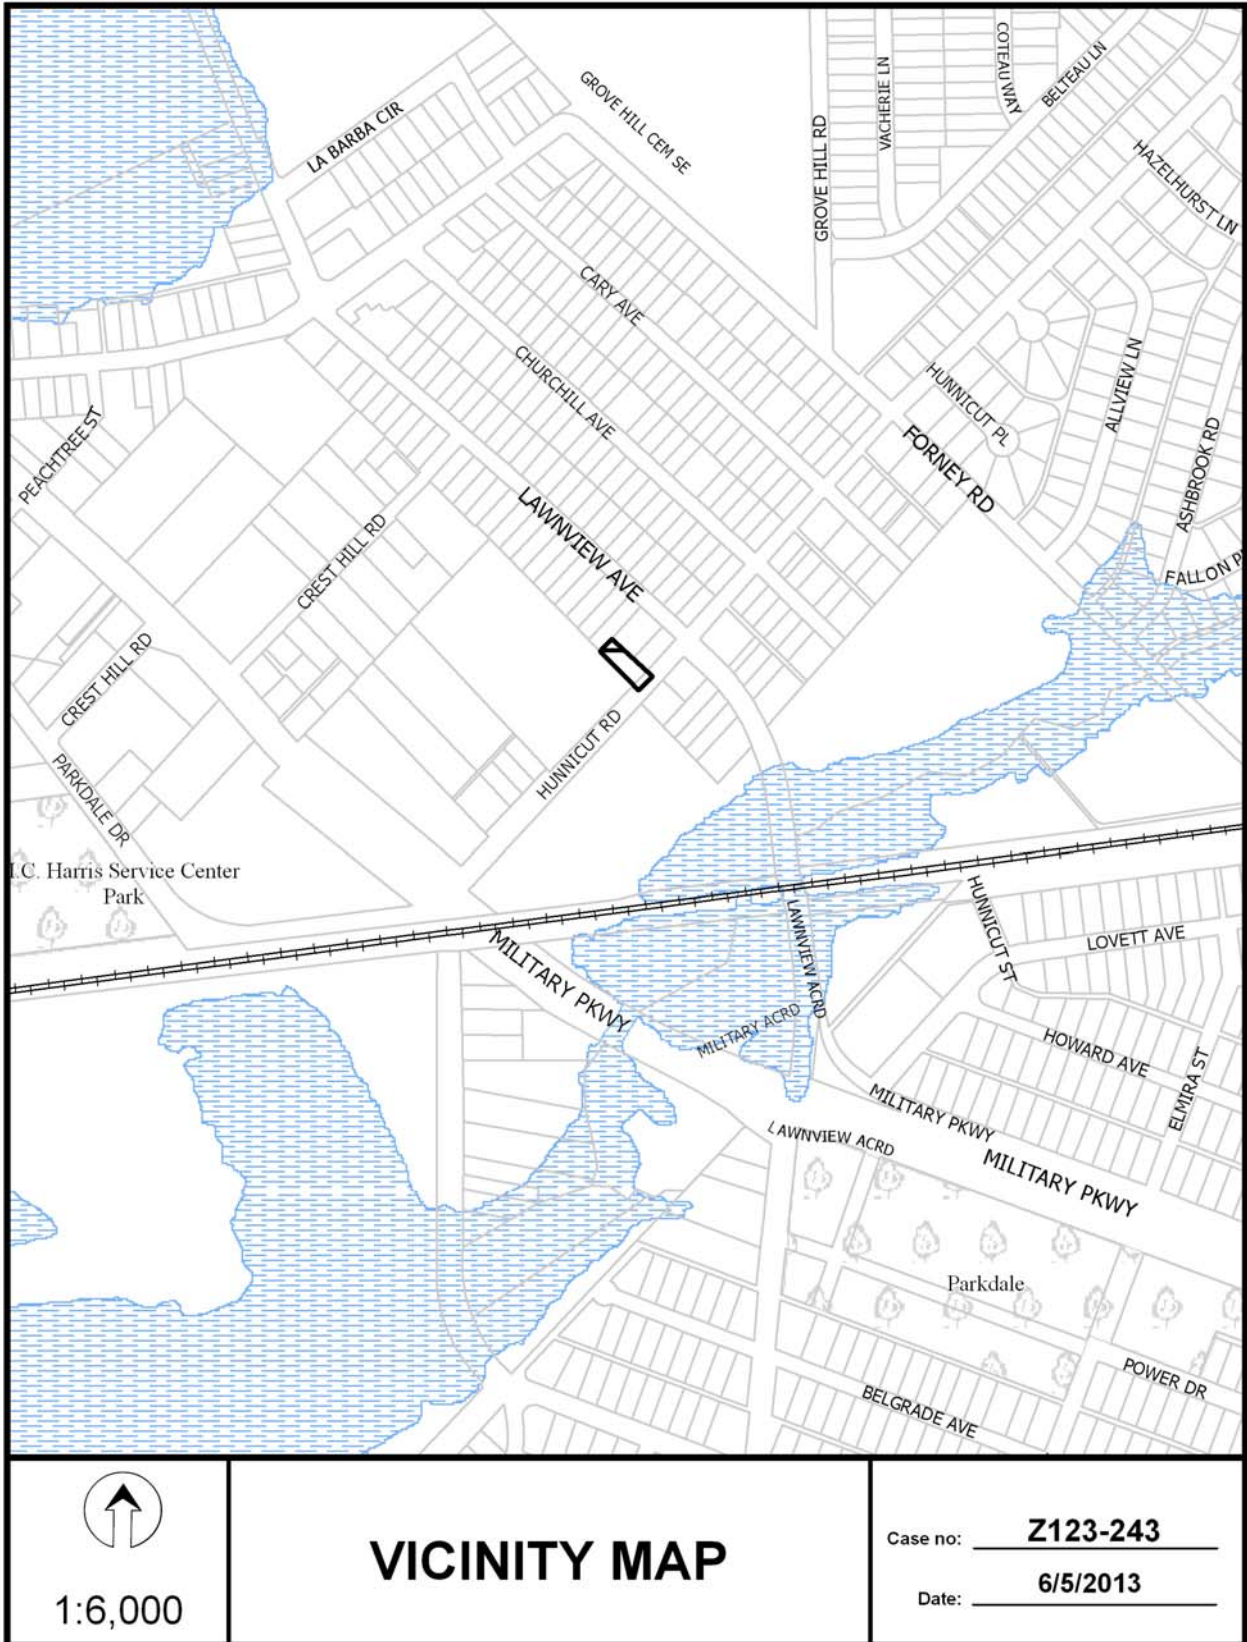 GROVE HILL CEM SE
LA BARBA CIR
GROVE HILL RD
VACHERIE LN
COTEAU WAY
BELTEAU LN
HAZELHURST LN
CARY AVE
CHURCHILL AVE
HUNNICUT PL
ALLVIEW LN
FORNEY RD
ASHBROOK RD
PEACHTREE ST
LAWNVIEW AVE
CREST HILL RD
FALLON P
CREST HILL RD
HUNNICUT RD
PARKDALE DR
.C. Harris Service Center
Park
MILITARY PKWY
LAWNVIEW ACRD
HUNNICUT ST
LOVETT AVE
MILITARY ACRD
HOWARD AVE
ELMIRA ST
MILITARY PKWY
LAWNVIEW ACRD
MILITARY PKWY
Parkdale
POWER DR
BELGRADE AVE
1:6,000
VICINITY MAP
Case no: Z123-243
Date: 6/5/2013